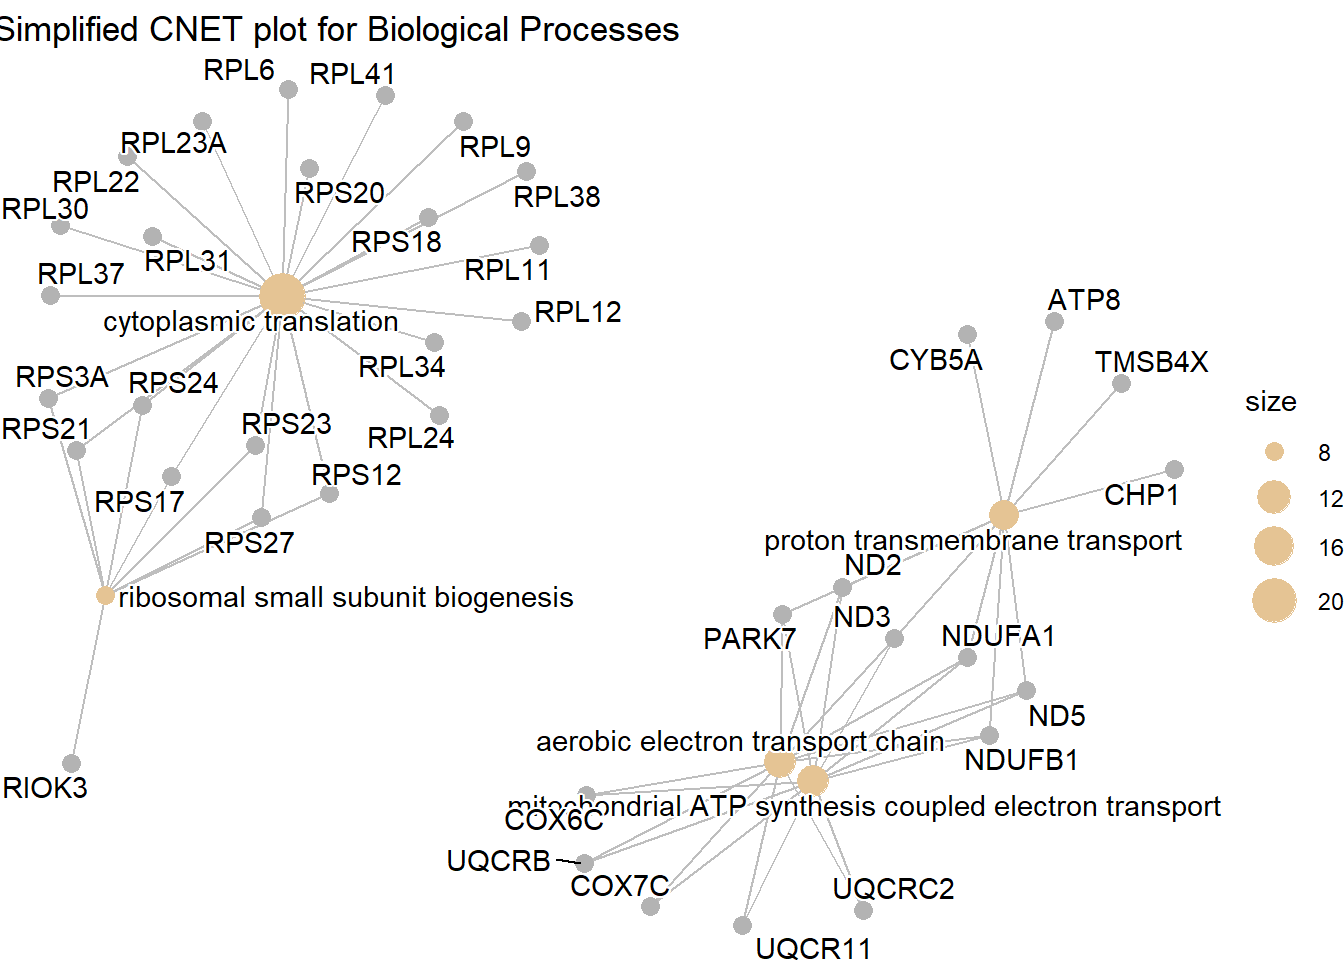 Simplified CNET plot for Biological Processes
RPL6
RPL41
RPL23A
RPL9
RPL22
RPS20
RPL38
RPL30
RPS18
RPL31
RPL11
RPL37
RPL12
cytoplasmic translation
RPL34
RPS3A
RPS24
RPS21
RPS23
RPL24
RPS12
RPS17
RPS27
ribosomal small subunit biogenesis
RIOK3
ATP8
CYB5A
TMSB4X
CHP1
proton transmembrane transport
ND2
ND3
PARK7
NDUFA1
ND5
NDUFB1
aerobic electron transport chain
mitochondrial ATP synthesis coupled electron transport
COX6C
UQCRB
COX7C
UQCRC2
UQCR11
size
8
12
16
20